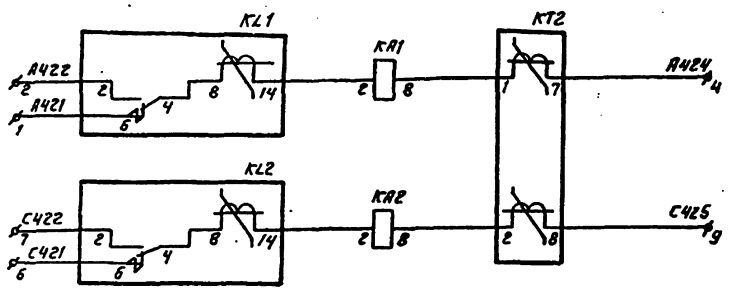 KL1 KA1 KT2
A422 A424
2 2 4 8 14 2 8 1 7 4
A421
1 6
KL2 KA2
C422 C425
7 2 4 8 14 2 8 2 8 9
C421
6 6